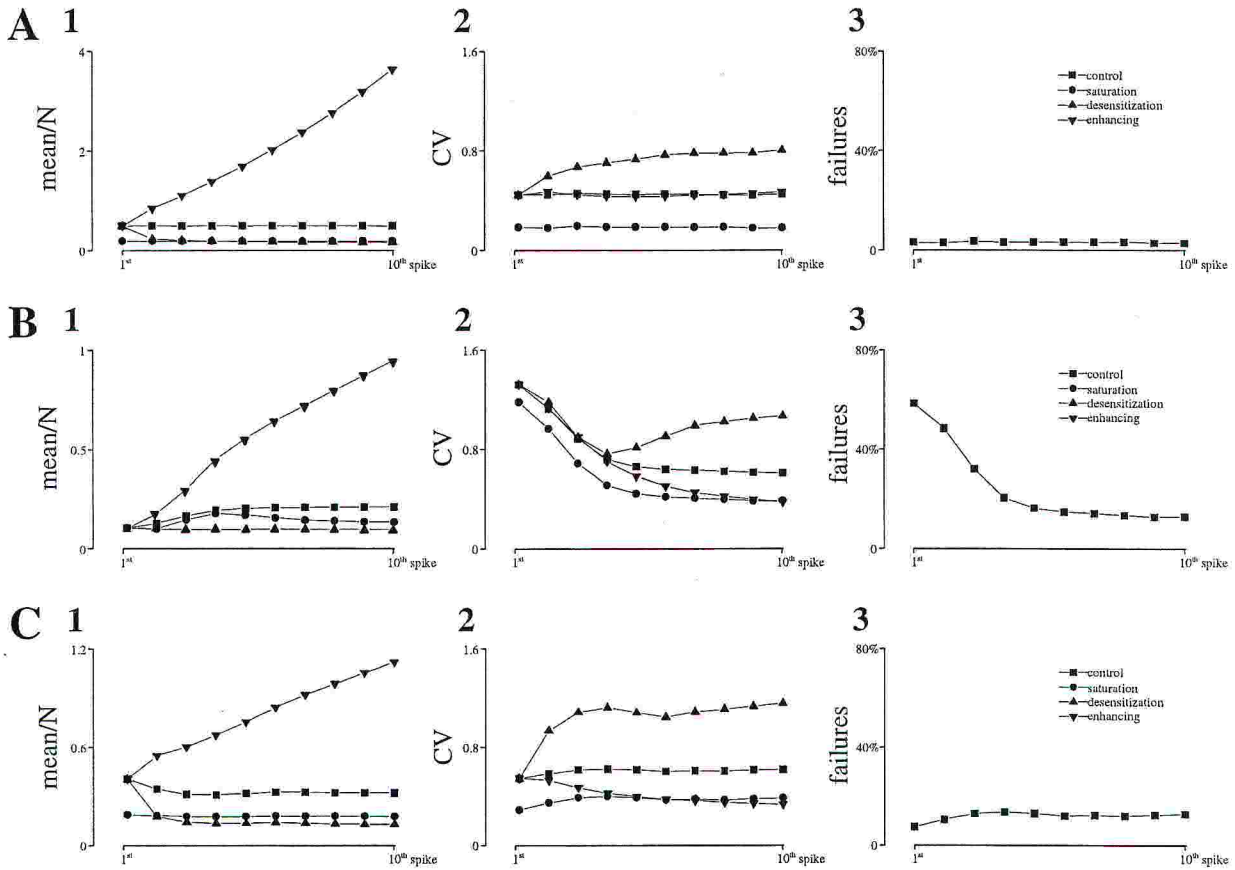 A
1
4
2
0
mean/N
1st
10th spike
2
1.6
0.8
0
CV
1st
10th spike
3
80%
40%
0
failures
control
saturation
desensitization
enhancing
1st
10th spike
B
1
1
0.5
0
mean/N
1st
10th spike
2
1.6
0.8
0
CV
1st
10th spike
3
80%
40%
0
failures
control
saturation
desensitization
enhancing
1st
10th spike
C
1
1.2
0.6
0
mean/N
1st
10th spike
2
1.6
0.8
0
CV
1st
10th spike
3
80%
40%
0
failures
control
saturation
desensitization
enhancing
1st
10th spike